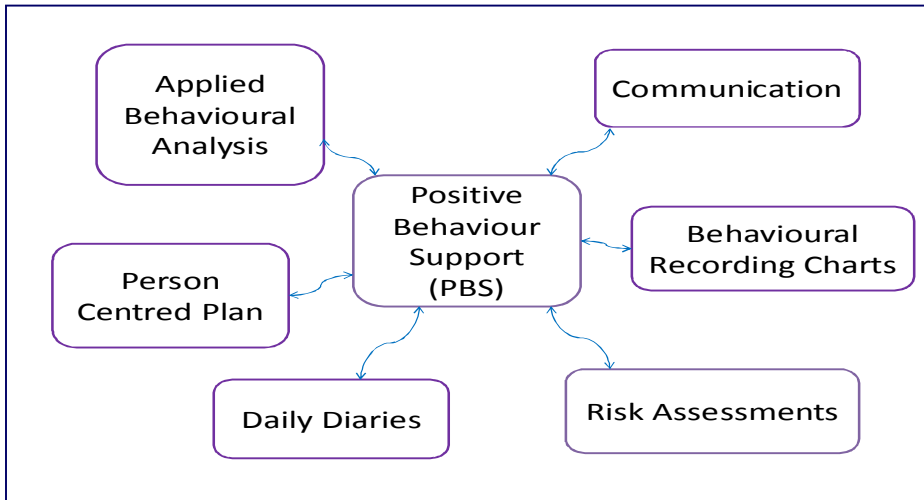 Applied
Behavioural
Analysis
Communication
Positive
Behaviour
Support
(PBS)
Behavioural
Recording Charts
Person
Centred Plan
Daily Diaries
Risk Assessments